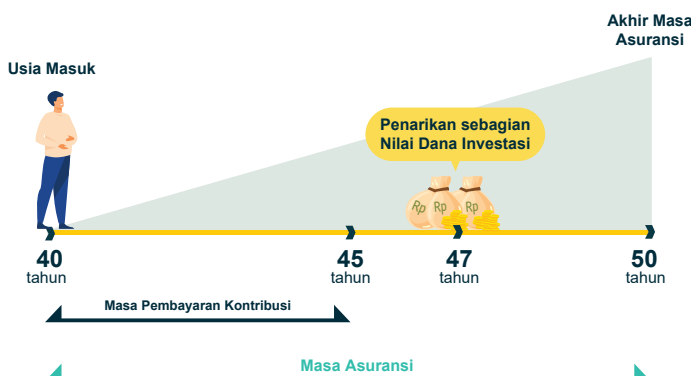 Akhir Masa
Asuransi
Usia Masuk
Penarikan sebagian
Nilai Dana Investasi
Rp Rp Rp
40 45 47 50
tahun tahun tahun tahun
Masa Pembayaran Kontribusi
Masa Asuransi